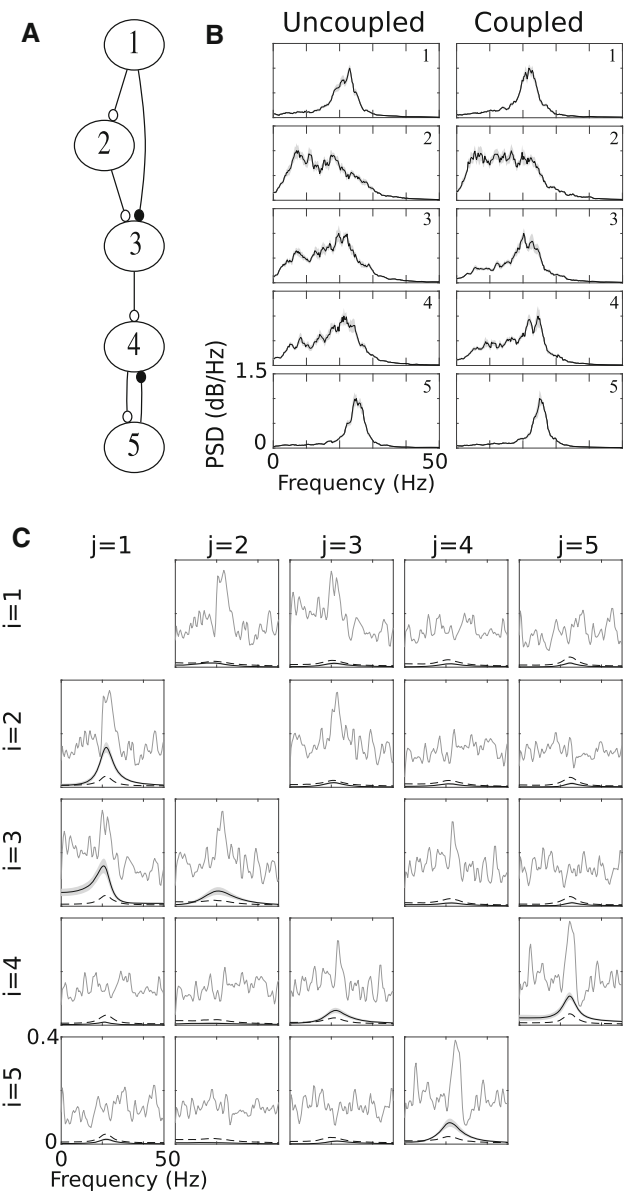 A
1
2
3
4
5
B
Uncoupled Coupled
1 1
2 2
3 3
4 4
5 5
PSD (dB/Hz)
1.5
0
0 50
Frequency (Hz)
C
j=1 j=2 j=3 j=4 j=5
i=1
i=2
i=3
i=4
i=5
0.4
0
0 50
Frequency (Hz)